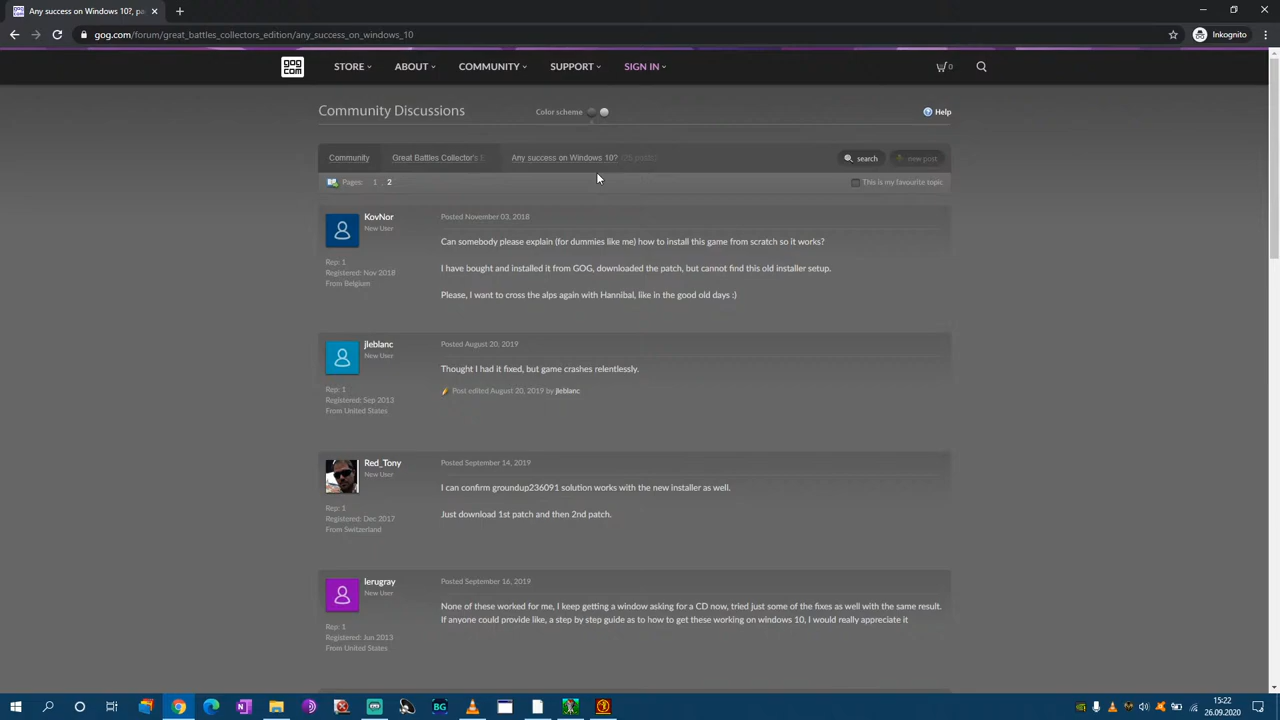 Any success on Windows 10?, po
gog.com/forum/great_battles_collectors_edition/any_success_on_windows_10
Inkognito
GOG COM
STORE
ABOUT
COMMUNITY
SUPPORT
SIGN IN
0
Community Discussions
Color scheme
Help
Community
Great Battles Collector's E
Any success on Windows 10? (25 posts)
search
new post
Pages: 1 2
This is my favourite topic
KovNor
New User
Rep: 1
Registered: Nov 2018
From Belgium
Posted November 03, 2018
Can somebody please explain (for dummies like me) how to install this game from scratch so it works?
I have bought and installed it from GOG, downloaded the patch, but cannot find this old installer setup.
Please, I want to cross the alps again with Hannibal, like in the good old days :)
jleblanc
New User
Rep: 1
Registered: Sep 2013
From United States
Posted August 20, 2019
Thought I had it fixed, but game crashes relentlessly.
Post edited August 20, 2019 by jleblanc
Red_Tony
New User
Rep: 1
Registered: Dec 2017
From Switzerland
Posted September 14, 2019
I can confirm groundup236091 solution works with the new installer as well.
Just download 1st patch and then 2nd patch.
lerugray
New User
Rep: 1
Registered: Jun 2013
From United States
Posted September 16, 2019
None of these worked for me, I keep getting a window asking for a CD now, tried just some of the fixes as well with the same result.
If anyone could provide like, a step by step guide as to how to get these working on windows 10, I would really appreciate it
BG
15:22
26.09.2020